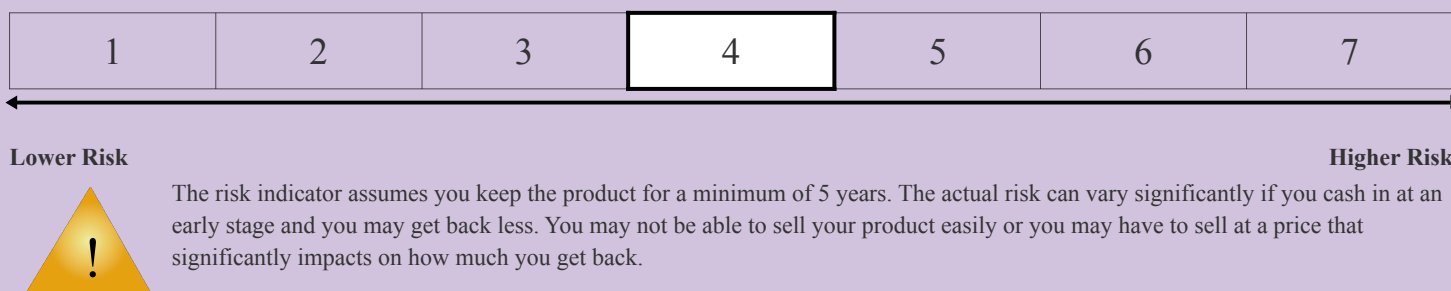 1 2 3 4 5 6 7
Lower Risk Higher Risk
The risk indicator assumes you keep the product for a minimum of 5 years. The actual risk can vary significantly if you cash in at an
early stage and you may get back less. You may not be able to sell your product easily or you may have to sell at a price that
! significantly impacts on how much you get back.